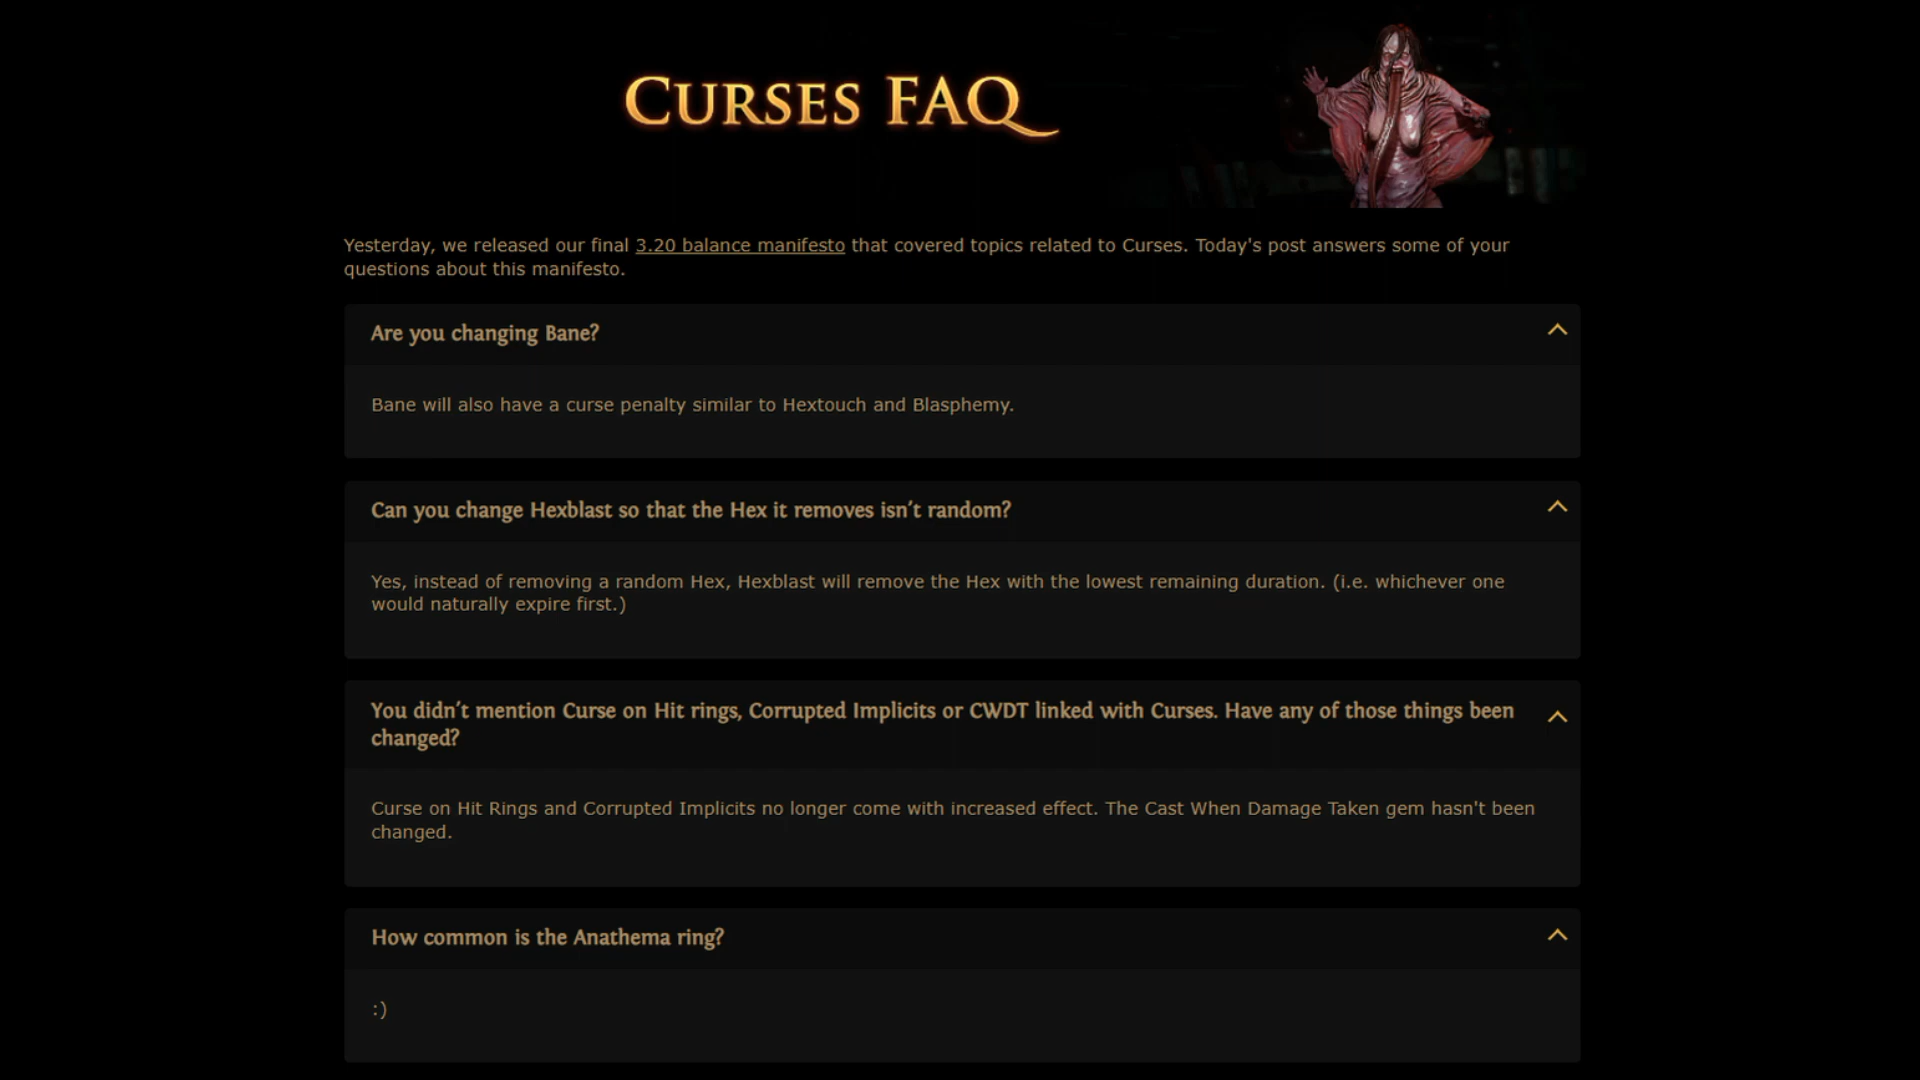 CURSES FAQ
Yesterday, we released our final 3.20 balance manifesto that covered topics related to Curses. Today's post answers some of your
questions about this manifesto.
Are you changing Bane?
Bane will also have a curse penalty similar to Hextouch and Blasphemy.
Can you change Hexblast so that the Hex it removes isn’t random?
Yes, instead of removing a random Hex, Hexblast will remove the Hex with the lowest remaining duration. (i.e. whichever one
would naturally expire first.)
You didn’t mention Curse on Hit rings, Corrupted Implicits or CWDT linked with Curses. Have any of those things been
changed?
Curse on Hit Rings and Corrupted Implicits no longer come with increased effect. The Cast When Damage Taken gem hasn't been
changed.
How common is the Anathema ring?
:)